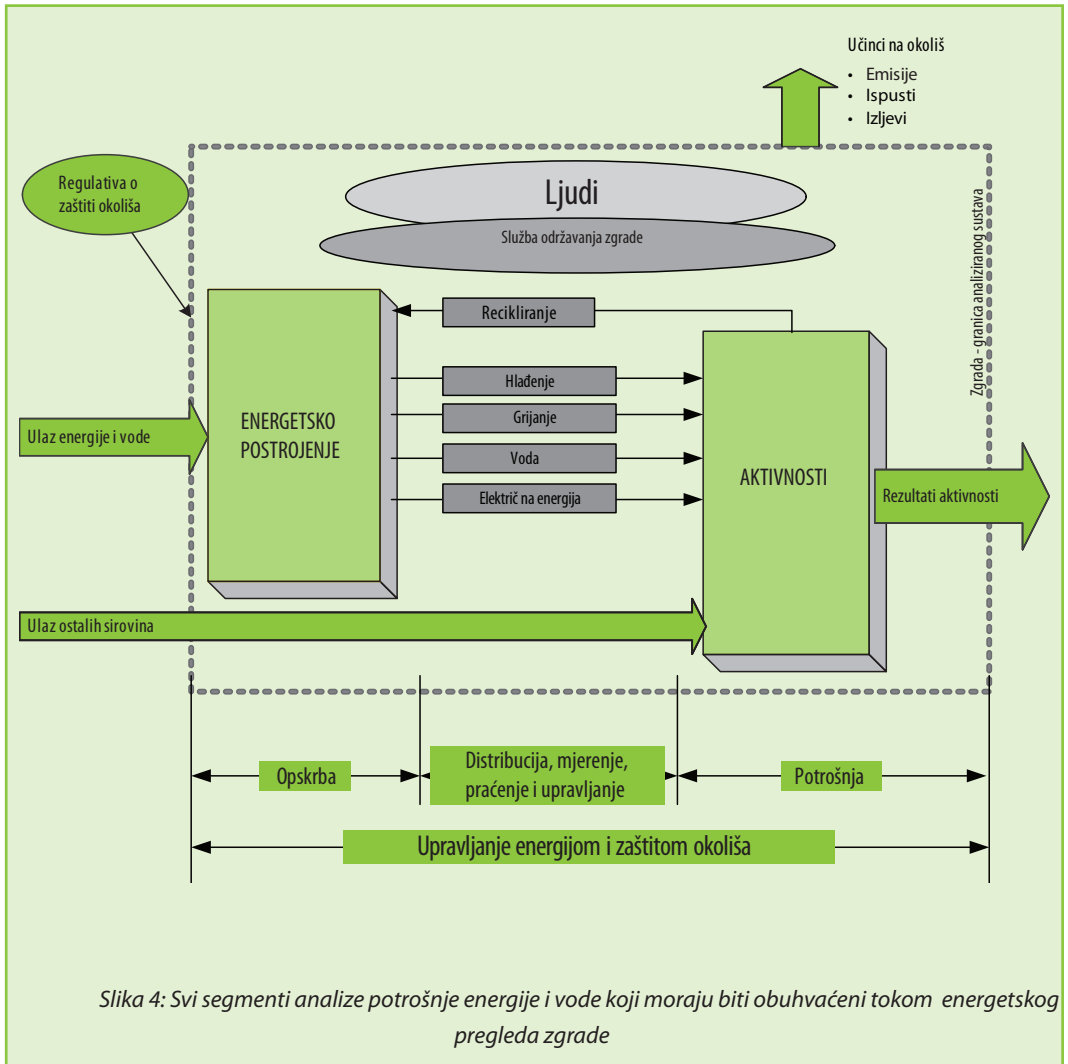 Učinci na okoliš
• Emisije
• Ispusti
• Izljevi
Regulativa o
zaštiti okoliša
Ljudi
Služba održavanja zgrade
Zgrada - granica analiziranog sustava
Recikliranje
Hlađenje
Grijanje
Voda
Električ na energija
ENERGETSKO
POSTROJENJE
AKTIVNOSTI
Ulaz energije i vode
Rezultati aktivnosti
Ulaz ostalih sirovina
Opskrba
Distribucija, mjerenje,
praćenje i upravljanje
Potrošnja
Upravljanje energijom i zaštitom okoliša
Slika 4: Svi segmenti analize potrošnje energije i vode koji moraju biti obuhvaćeni tokom energetskog
pregleda zgrade